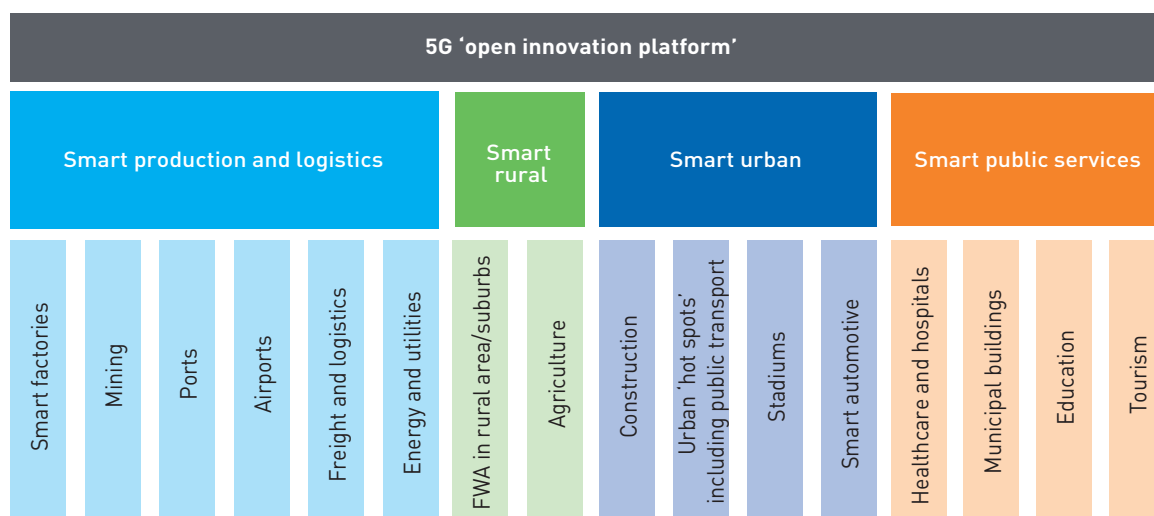 5G ‘open innovation platform’
Smart production and logistics
Smart
rural
Smart urban
Smart public services
Smart factories
Mining
Ports
Airports
Freight and logistics
Energy and utilities
FWA in rural area/suburbs
Agriculture
Construction
Urban ‘hot spots’
including public transport
Stadiums
Smart automotive
Healthcare and hospitals
Municipal buildings
Education
Tourism